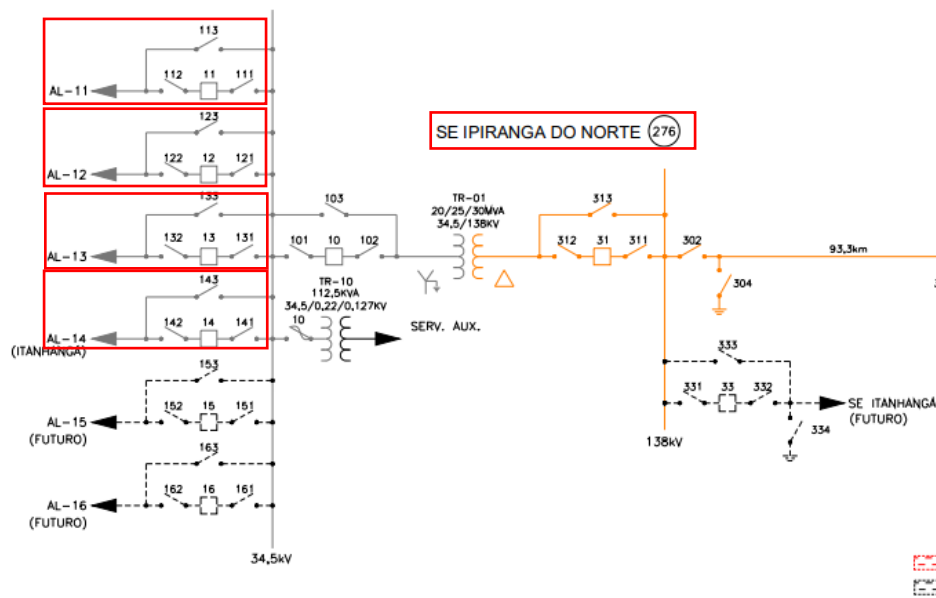 113
112 11 111
AL-11
123
122 12 121
AL-12
SE IPIRANGA DO NORTE 276
133
132 13 131
AL-13
103
101 10 102
TR-01
20/25/30MVA
34,5/138KV
313
312 31 311
302
93,3km
304
143
142 14 141
AL-14
(ITANHANGÁ)
TR-10
112,5KVA
34,5/0,22/0,127KV
10
SERV. AUX.
153
152 15 151
AL-15
(FUTURO)
163
162 16 161
AL-16
(FUTURO)
34,5kV
333
331 33 332
SE ITANHANGÁ
(FUTURO)
334
138kV